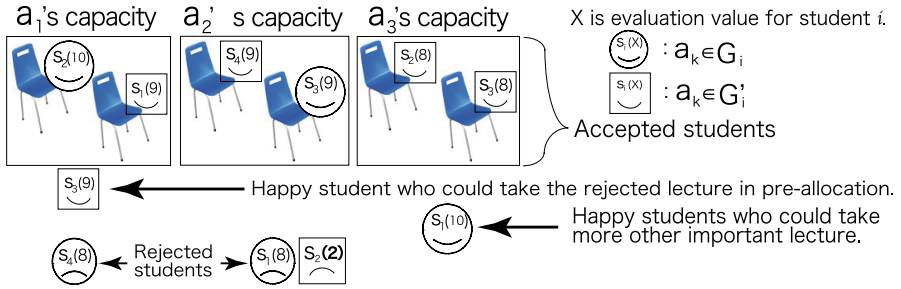 a1's capacity
a2' s capacity
a3's capacity
X is evaluation value for student i.
S2(10)
S1(9)
S4(9)
S3(9)
S2(8)
S3(8)
Si(X) : ak∈Gi
Si(X) : ak∈G'i
Accepted students
S3(9)
Happy student who could take the rejected lecture in pre-allocation.
S1(10)
Happy students who could take
more other important lecture.
S4(8)
Rejected
students
S1(8)
S2(2)